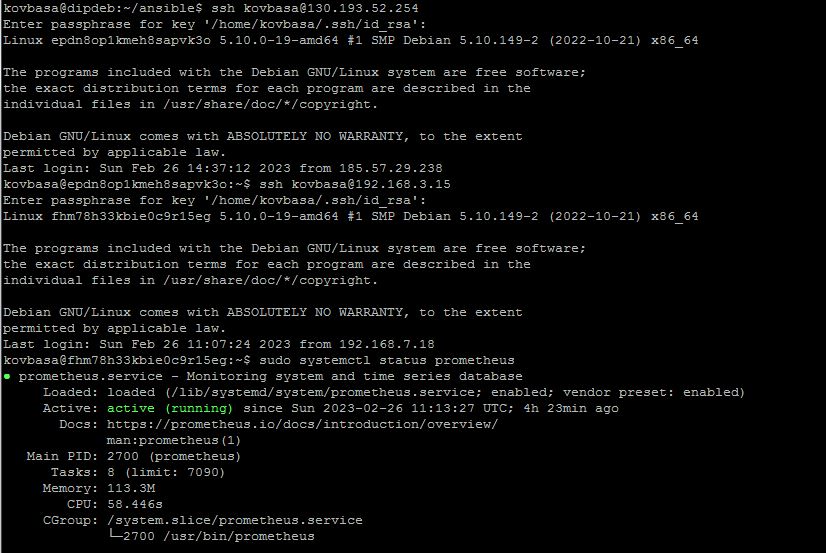 kovbasa@dipdeb:~/ansible$ ssh kovbasa@130.193.52.254
Enter passphrase for key '/home/kovbasa/.ssh/id_rsa':
Linux epdn8op1kmeh8sapvk3o 5.10.0-19-amd64 #1 SMP Debian 5.10.149-2 (2022-10-21) x86_64
The programs included with the Debian GNU/Linux system are free software;
the exact distribution terms for each program are described in the
individual files in /usr/share/doc/*/copyright.
Debian GNU/Linux comes with ABSOLUTELY NO WARRANTY, to the extent
permitted by applicable law.
Last login: Sun Feb 26 14:37:12 2023 from 185.57.29.238
kovbasa@epdn8op1kmeh8sapvk3o:~$ ssh kovbasa@192.168.3.15
Enter passphrase for key '/home/kovbasa/.ssh/id_rsa':
Linux fhm78h33kbie0c9r15eg 5.10.0-19-amd64 #1 SMP Debian 5.10.149-2 (2022-10-21) x86_64
The programs included with the Debian GNU/Linux system are free software;
the exact distribution terms for each program are described in the
individual files in /usr/share/doc/*/copyright.
Debian GNU/Linux comes with ABSOLUTELY NO WARRANTY, to the extent
permitted by applicable law.
Last login: Sun Feb 26 11:07:24 2023 from 192.168.7.18
kovbasa@fhm78h33kbie0c9r15eg:~$ sudo systemctl status prometheus
● prometheus.service - Monitoring system and time series database
Loaded: loaded (/lib/systemd/system/prometheus.service; enabled; vendor preset: enabled)
Active: active (running) since Sun 2023-02-26 11:13:27 UTC; 4h 23min ago
Docs: https://prometheus.io/docs/introduction/overview/
man:prometheus(1)
Main PID: 2700 (prometheus)
Tasks: 8 (limit: 7090)
Memory: 113.3M
CPU: 58.446s
CGroup: /system.slice/prometheus.service
└─2700 /usr/bin/prometheus